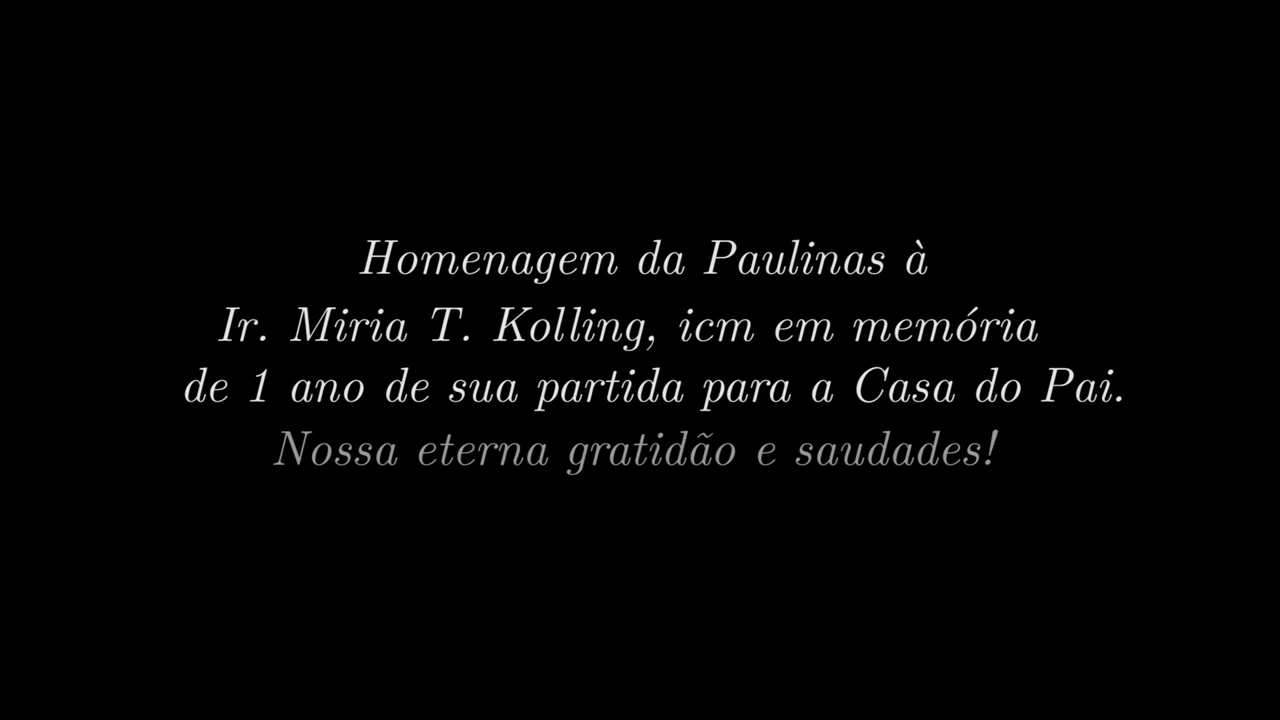 Homenagem da Paulinas à
Ir. Miria T. Kolling, icm em memória
de 1 ano de sua partida para a Casa do Pai.
Nossa eterna gratidão e saudades!